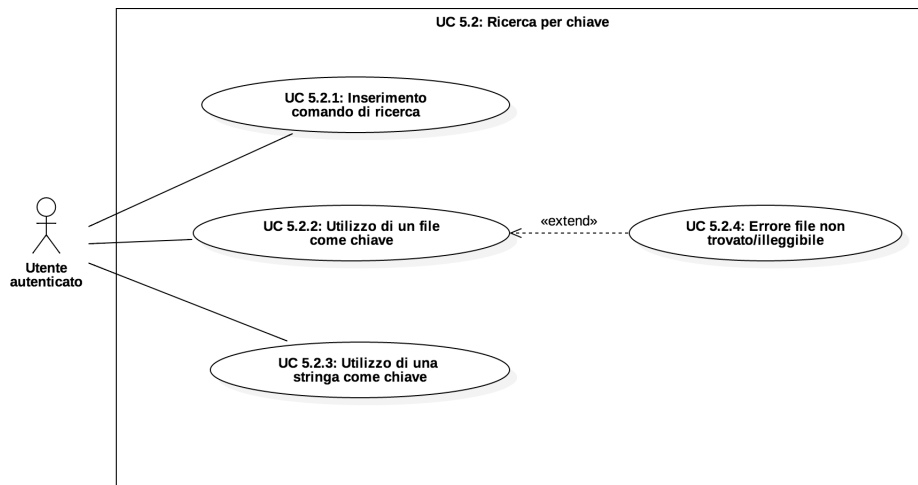 UC 5.2: Ricerca per chiave
UC 5.2.1: Inserimento
comando di ricerca
UC 5.2.2: Utilizzo di un file
come chiave
«extend»
UC 5.2.4: Errore file non
trovato/illeggibile
Utente
autenticato
UC 5.2.3: Utilizzo di una
stringa come chiave